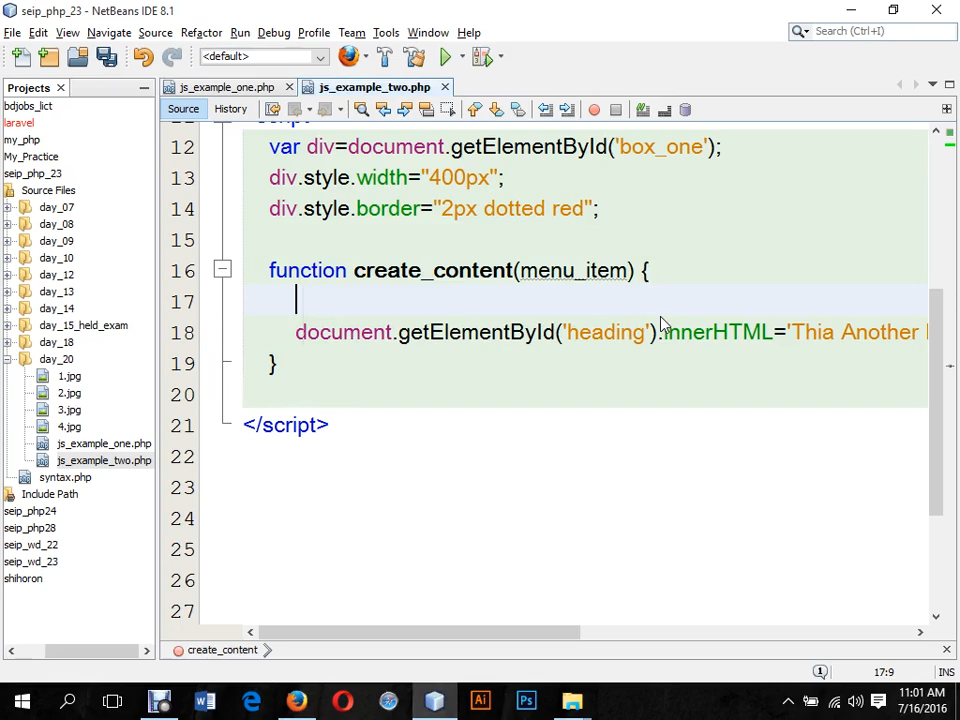 seip_php_23 - NetBeans IDE 8.1
File Edit View Navigate Source Refactor Run Debug Profile Team Tools Window Help
Search (Ctrl+I)
<default>
Projects
js_example_one.php
js_example_two.php
Source History
bdjobs_lict
laravel
my_php
My_Practice
seip_php_23
Source Files
day_07
day_08
day_09
day_10
day_12
day_13
day_14
day_15_held_exam
day_18
day_20
1.jpg
2.jpg
3.jpg
4.jpg
js_example_one.php
js_example_two.php
syntax.php
Include Path
seip_php24
seip_php28
seip_wd_22
seip_wd_23
shihoron
12 var div=document.getElementById('box_one');
13 div.style.width="400px";
14 div.style.border="2px dotted red";
15
16 function create_content(menu_item) {
17
18 document.getElementById('heading').innerHTML='Thia Another
19 }
20
21 </script>
22
23
24
25
26
27
create_content
1 17:9 INS
W e Ai Ps
11:01 AM
7/16/2016